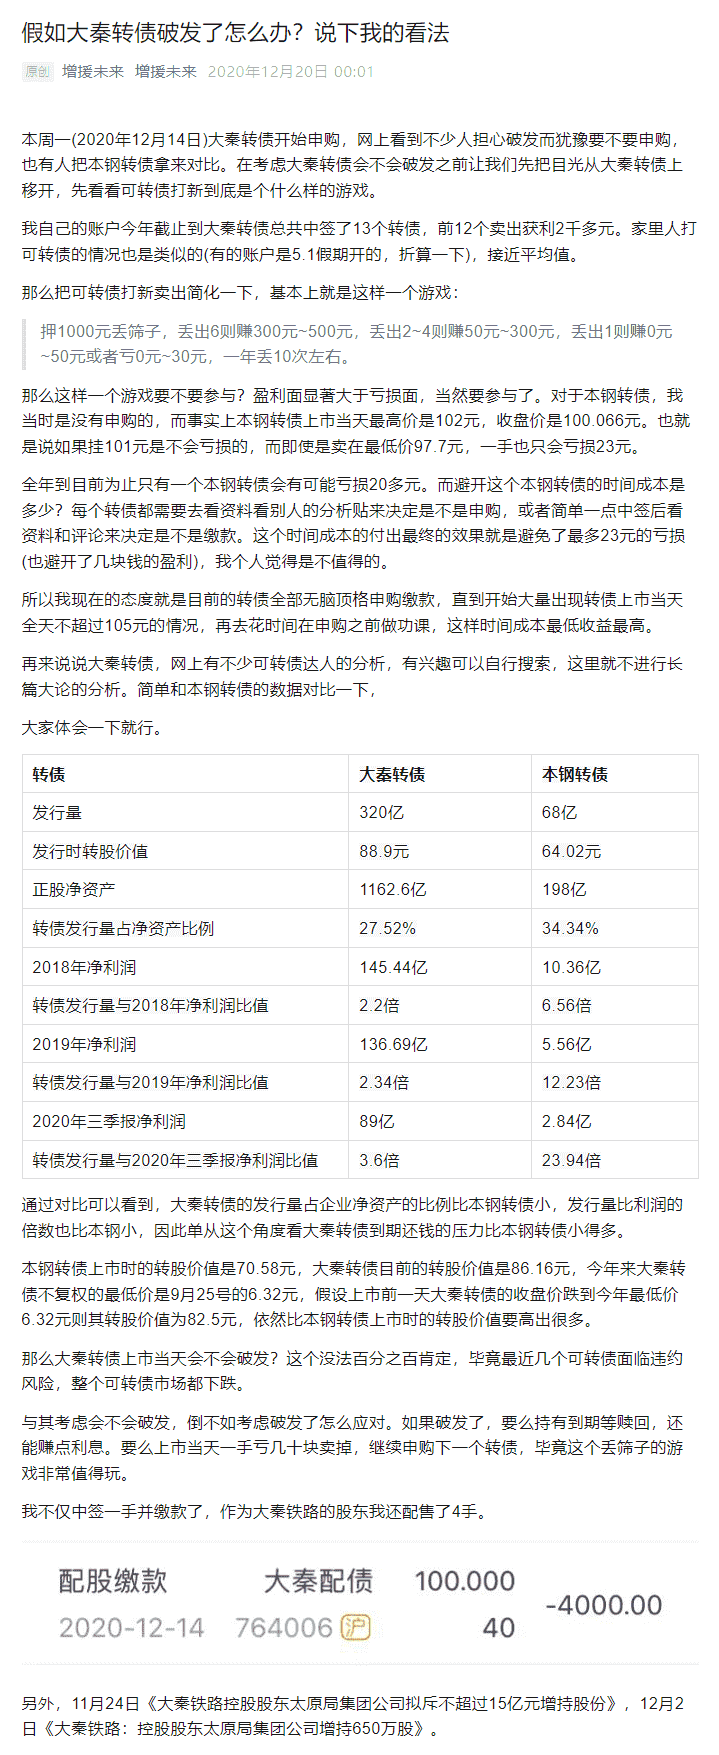 假如大秦转债破发了怎么办？说下我的看法
原创 增援未来 增援未来 2020年12月20日 00:01
本周一(2020年12月14日)大秦转债开始申购，网上看到不少人担心破发而犹豫要不要申购，
也有人把本钢转债拿来对比。在考虑大秦转债会不会破发之前让我们先把目光从大秦转债上
移开，先看看可转债打新到底是个什么样的游戏。
我自己的账户今年截止到大秦转债总共中签了13个转债，前12个卖出获利2千多元。家里人打
可转债的情况也是类似的(有的账户是5.1假期开的，折算一下)，接近平均值。
那么把可转债打新卖出简化一下，基本上就是这样一个游戏：
押1000元丢筛子，丢出6则赚300元~500元，丢出2~4则赚50元~300元，丢出1则赚0元
~50元或者亏0元~30元，一年丢10次左右。
那么这样一个游戏要不要参与？盈利面显著大于亏损面，当然要参与了。对于本钢转债，我
当时是没有申购的，而事实上本钢转债上市当天最高价是102元，收盘价是100.066元。也就
是说如果挂101元是不会亏损的，而即使是卖在最低价97.7元，一手也只会亏损23元。
全年到目前为止只有一个本钢转债会有可能亏损20多元。而避开这个本钢转债的时间成本是
多少？每个转债都需要去看资料看别人的分析贴来决定是不是申购，或者简单一点中签后看
资料和评论来决定是不是缴款。这个时间成本的付出最终的效果就是避免了最多23元的亏损
(也避开了几块钱的盈利)，我个人觉得是不值得的。
所以我现在的态度就是目前的转债全部无脑顶格申购缴款，直到开始大量出现转债上市当天
全天不超过105元的情况，再去花时间在申购之前做功课，这样时间成本最低收益最高。
再来说说大秦转债，网上有不少可转债达人的分析，有兴趣可以自行搜索，这里就不进行长
篇大论的分析。简单和本钢转债的数据对比一下，
大家体会一下就行。
转债 大秦转债 本钢转债
发行量 320亿 68亿
发行时转股价值 88.9元 64.02元
正股净资产 1162.6亿 198亿
转债发行量占净资产比例 27.52% 34.34%
2018年净利润 145.44亿 10.36亿
转债发行量与2018年净利润比值 2.2倍 6.56倍
2019年净利润 136.69亿 5.56亿
转债发行量与2019年净利润比值 2.34倍 12.23倍
2020年三季报净利润 89亿 2.84亿
转债发行量与2020年三季报净利润比值 3.6倍 23.94倍
通过对比可以看到，大秦转债的发行量占企业净资产的比例比本钢转债小，发行量比利润的
倍数也比本钢小，因此单从这个角度看大秦转债到期还钱的压力比本钢转债小得多。
本钢转债上市时的转股价值是70.58元，大秦转债目前的转股价值是86.16元，今年来大秦转
债不复权的最低价是9月25号的6.32元，假设上市前一天大秦转债的收盘价跌到今年最低价
6.32元则其转股价值为82.5元，依然比本钢转债上市时的转股价值要高出很多。
那么大秦转债上市当天会不会破发？这个没法百分之百肯定，毕竟最近几个可转债面临违约
风险，整个可转债市场都下跌。
与其考虑会不会破发，倒不如考虑破发了怎么应对。如果破发了，要么持有到期等赎回，还
能赚点利息。要么上市当天一手亏几十块卖掉，继续申购下一个转债，毕竟这个丢筛子的游
戏非常值得玩。
我不仅中签一手并缴款了，作为大秦铁路的股东我还配售了4手。
配股缴款 大秦配债 100.000 -4000.00
2020-12-14 764006 沪 40
另外，11月24日《大秦铁路控股股东太原局集团公司拟斥不超过15亿元增持股份》，12月2
日《大秦铁路：控股股东太原局集团公司增持650万股》。